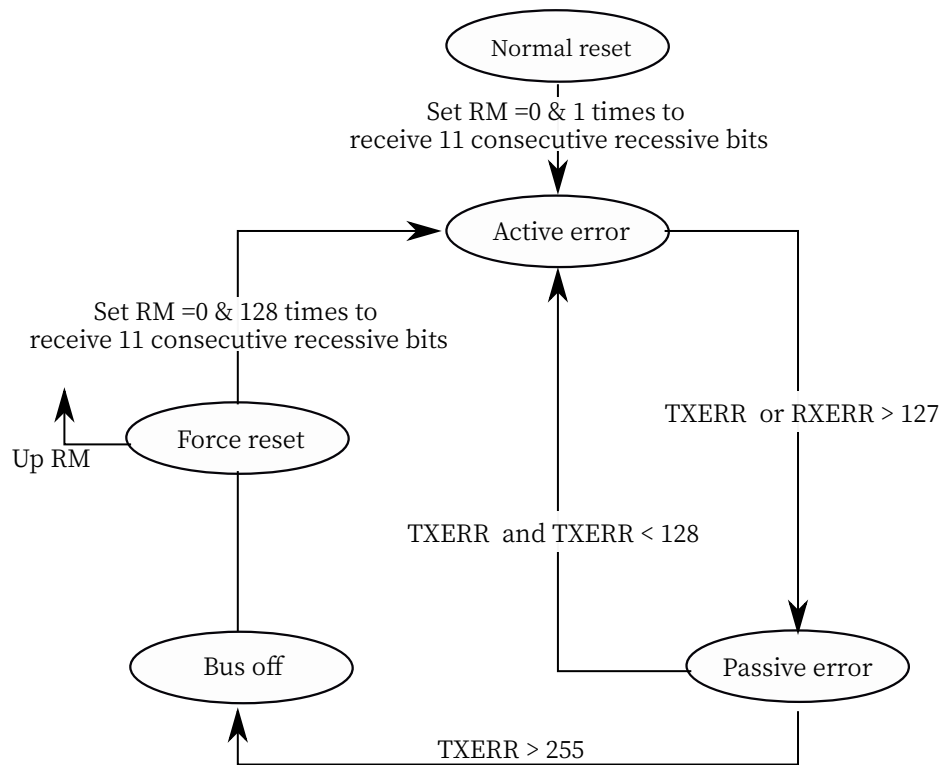 Normal reset
Set RM =0 & 1 times to
receive 11 consecutive recessive bits
Active error
Set RM =0 & 128 times to
receive 11 consecutive recessive bits
TXERR  or RXERR > 127
Force reset
Up RM
TXERR  and TXERR < 128
Bus off
Passive error
TXERR > 255